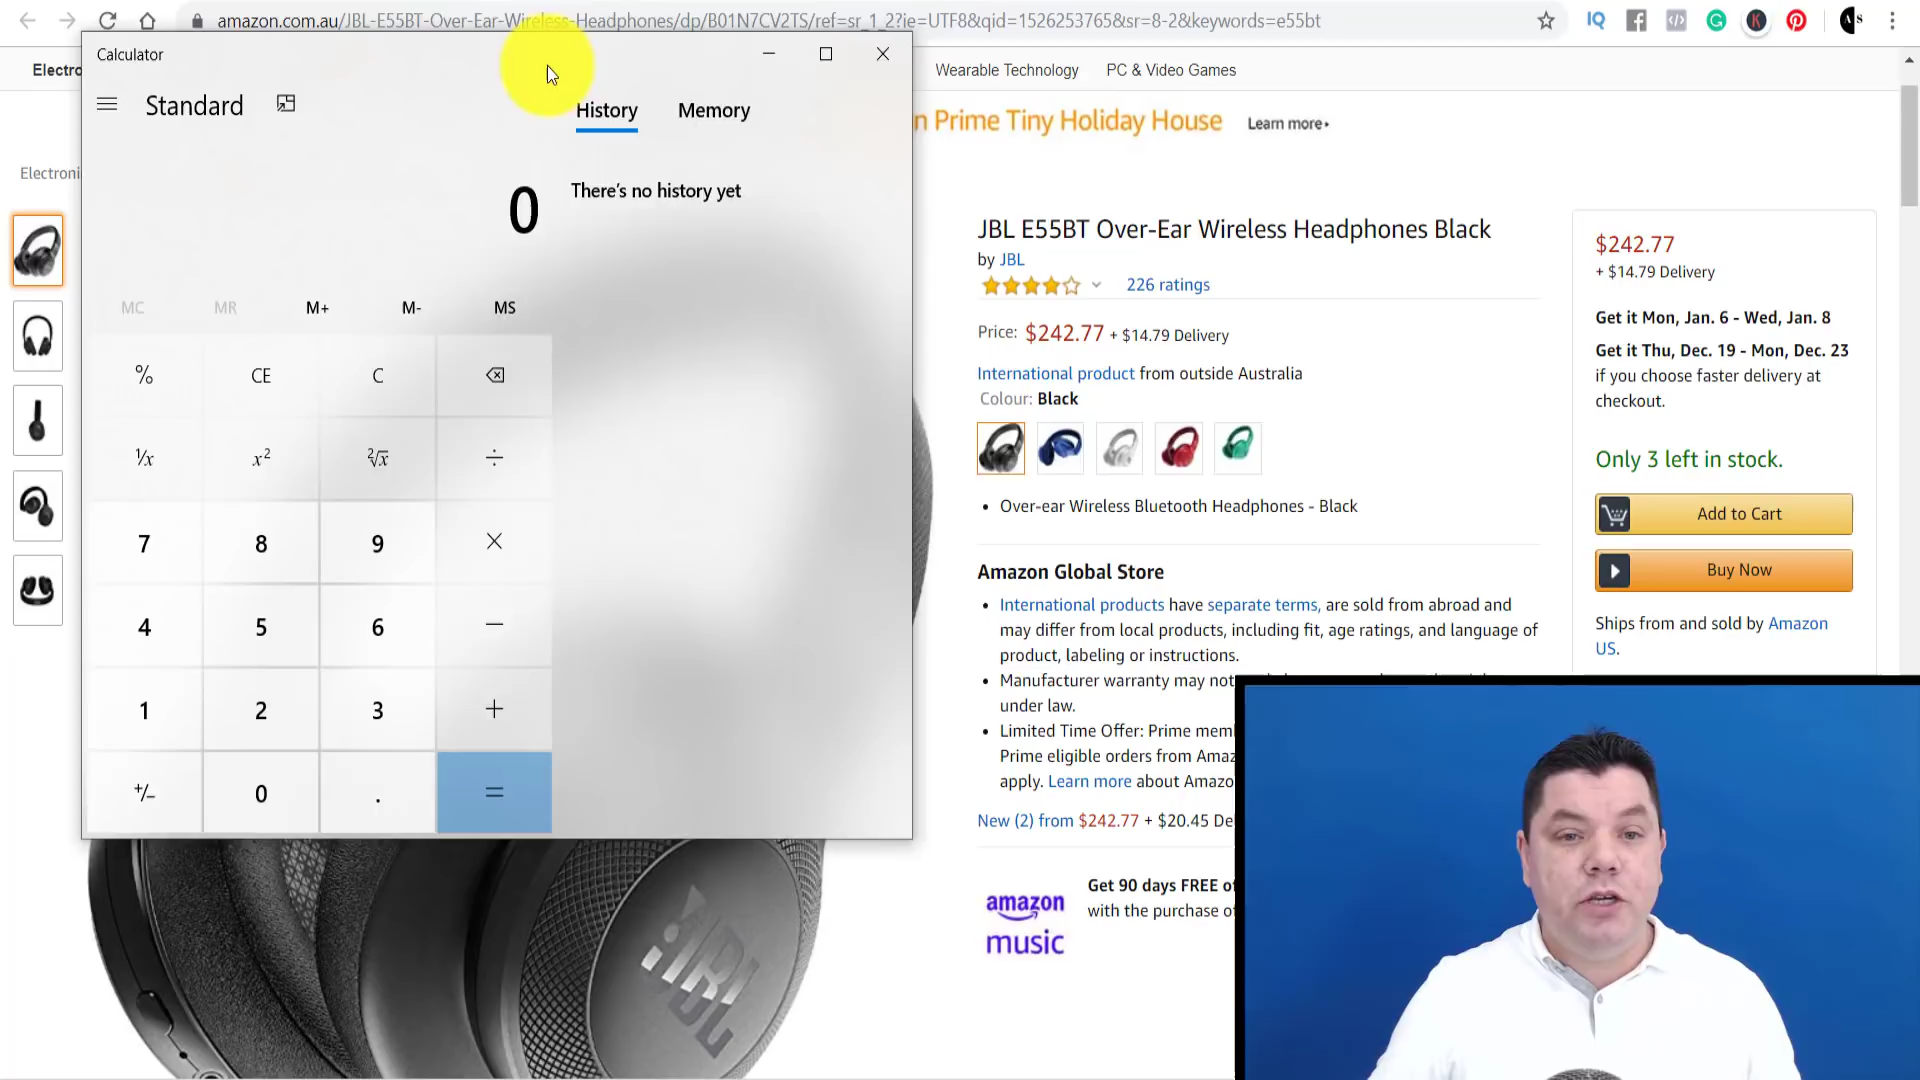 amazon.com.au/JBL-E55BT-Over-Ear-Wireless-Headphones/dp/B01N7CV2TS/ref=sr_1_2?ie=UTF8&qid=1526253765&sr=8-2&keywords=e55bt
Electro
Wearable Technology PC & Video Games
n Prime Tiny Holiday House Learn more
Electroni
Calculator
Standard
History Memory
0
There's no history yet
MC MR M+ M- MS
% CE C
¹/x x² ²√x ÷
7 8 9 ×
4 5 6 −
1 2 3 +
+/− 0 . =
JBL E55BT Over-Ear Wireless Headphones Black
by JBL
226 ratings
Price: $242.77 + $14.79 Delivery
International product from outside Australia
Colour: Black
• Over-ear Wireless Bluetooth Headphones - Black
Amazon Global Store
• International products have separate terms, are sold from abroad and
may differ from local products, including fit, age ratings, and language of
product, labeling or instructions.
• Manufacturer warranty may not
under law.
• Limited Time Offer: Prime mem
Prime eligible orders from Amaz
apply. Learn more about Amazo
New (2) from $242.77 + $20.45 De
amazon
music
Get 90 days FREE o
with the purchase o
$242.77
+ $14.79 Delivery
Get it Mon, Jan. 6 - Wed, Jan. 8
Get it Thu, Dec. 19 - Mon, Dec. 23
if you choose faster delivery at
checkout.
Only 3 left in stock.
Add to Cart
Buy Now
Ships from and sold by Amazon
US.
JBL